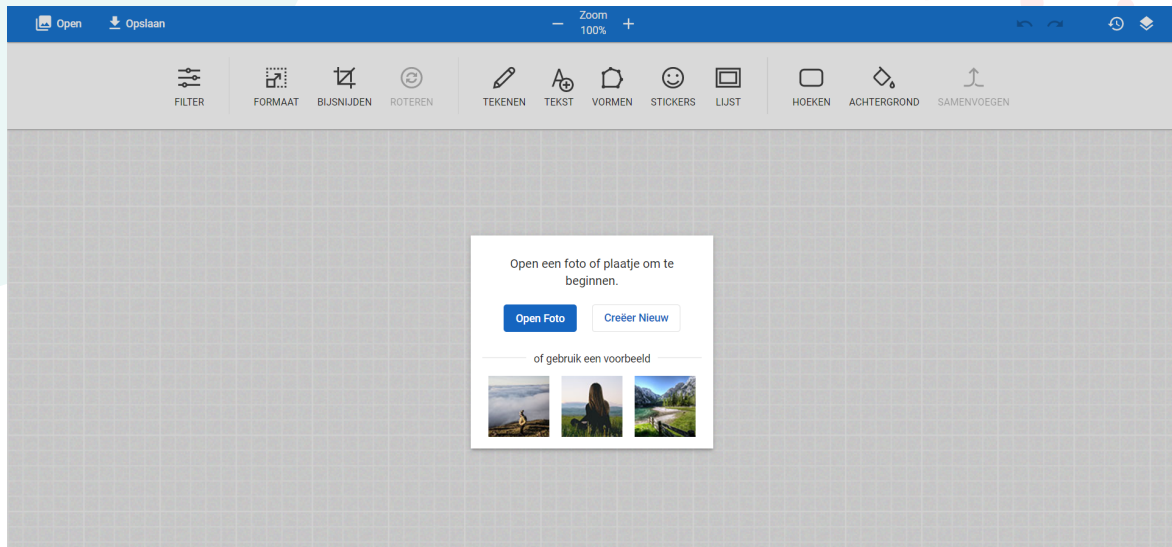 Open
Opslaan
Zoom
100%
FILTER
FORMAAT
BIJSNIJDEN
ROTEREN
TEKENEN
TEKST
VORMEN
STICKERS
LIJST
HOEKEN
ACHTERGROND
SAMENVOEGEN
Open een foto of plaatje om te
beginnen.
Open Foto
Creëer Nieuw
of gebruik een voorbeeld